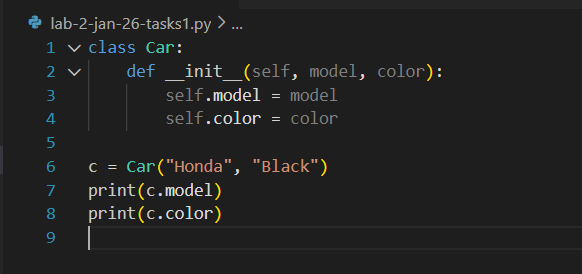 lab-2-jan-26-tasks1.py > ...
1 class Car:
2     def __init__(self, model, color):
3         self.model = model
4         self.color = color
5
6 c = Car("Honda", "Black")
7 print(c.model)
8 print(c.color)
9